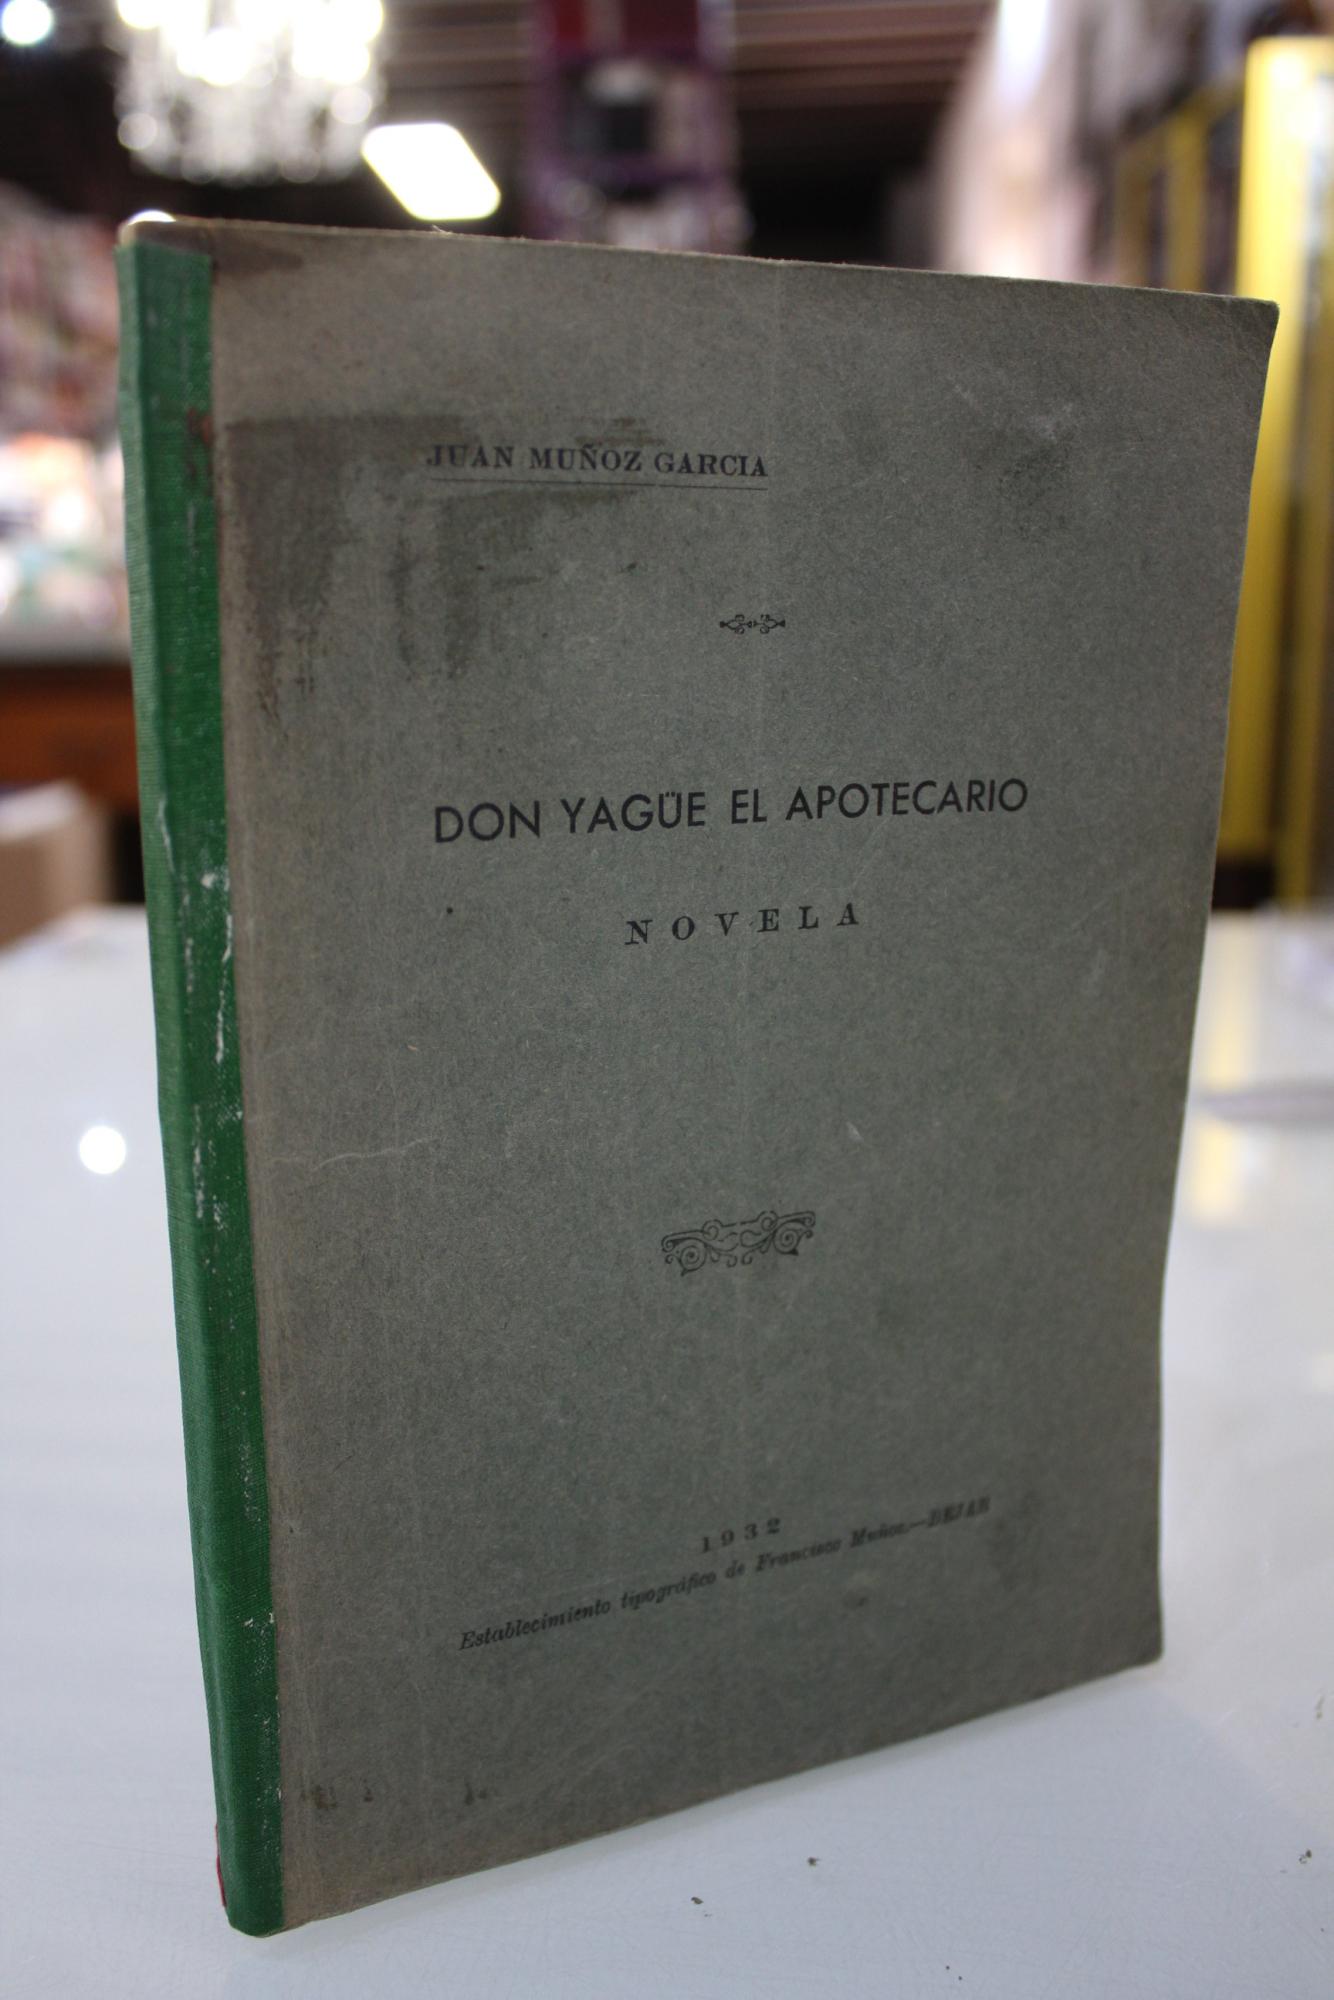 JUAN MUÑOZ GARCIA
DON YAGÜE EL APOTECARIO
NOVELA
1932
Establecimiento tipográfico de Francisco Muñoz.—BEJAR